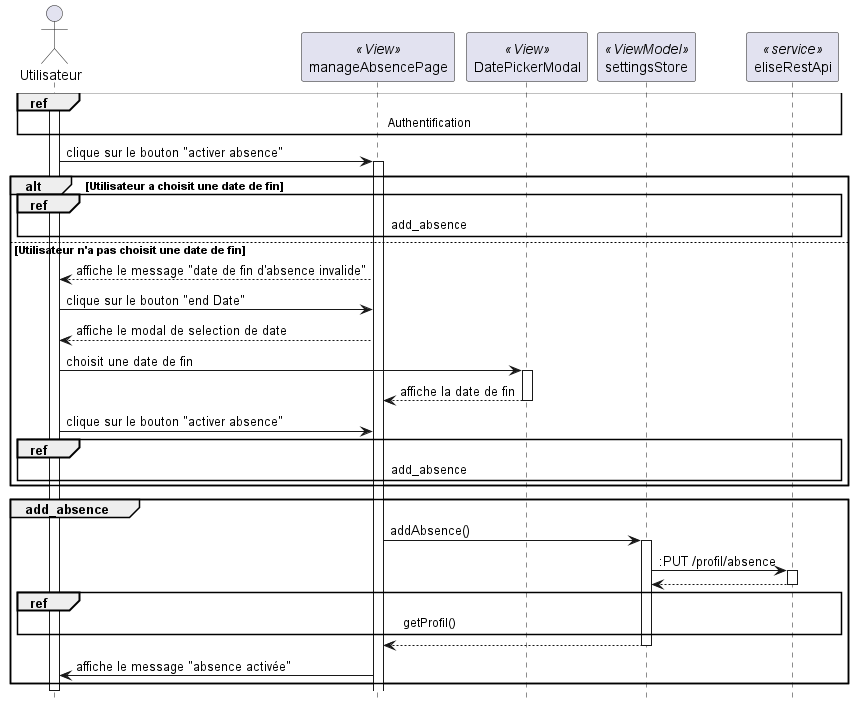 Utilisateur
« View»
manageAbsencePage
« View»
DatePickerModal
« ViewModel»
settingsStore
« service»
eliseRestApi
ref
Authentification
clique sur le bouton "activer absence"
alt [Utilisateur a choisit une date de fin]
ref
add_absence
[Utilisateur n'a pas choisit une date de fin]
affiche le message "date de fin d'absence invalide"
clique sur le bouton "end Date"
affiche le modal de selection de date
choisit une date de fin
affiche la date de fin
clique sur le bouton "activer absence"
ref
add_absence
add_absence
addAbsence()
:PUT /profil/absence
ref
getProfil()
affiche le message "absence activée"